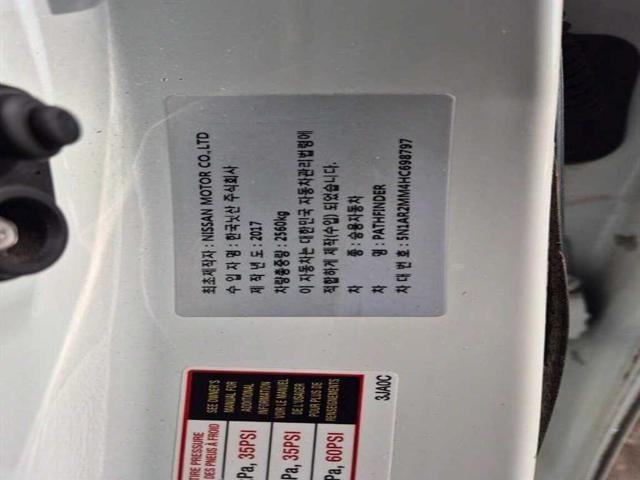 최초제작자 : NISSAN MOTOR CO.,LTD
수 입 자 명 : 한국닛산 주식회사
제 작 년 도 : 2017
차량총중량 : 2560kg
이 자동차는 대한민국 자동차관리법령에
적합하게 제작(수입) 되었습니다.
차 종 : 승용자동차
차 명 : PATHFINDER
차 대 번 호 : 5N1AR2MM4HC698797
TIRE PRESSURE
DES PNEUS À FROID
SEE OWNER'S
MANUAL FOR
ADDITIONAL
INFORMATION
VOIR LE MANUEL
DE L'USAGER
POUR PLUS DE
RENSEIGNEMENTS
Pa, 35PSI
Pa, 35PSI
Pa, 60PSI
3JA0C